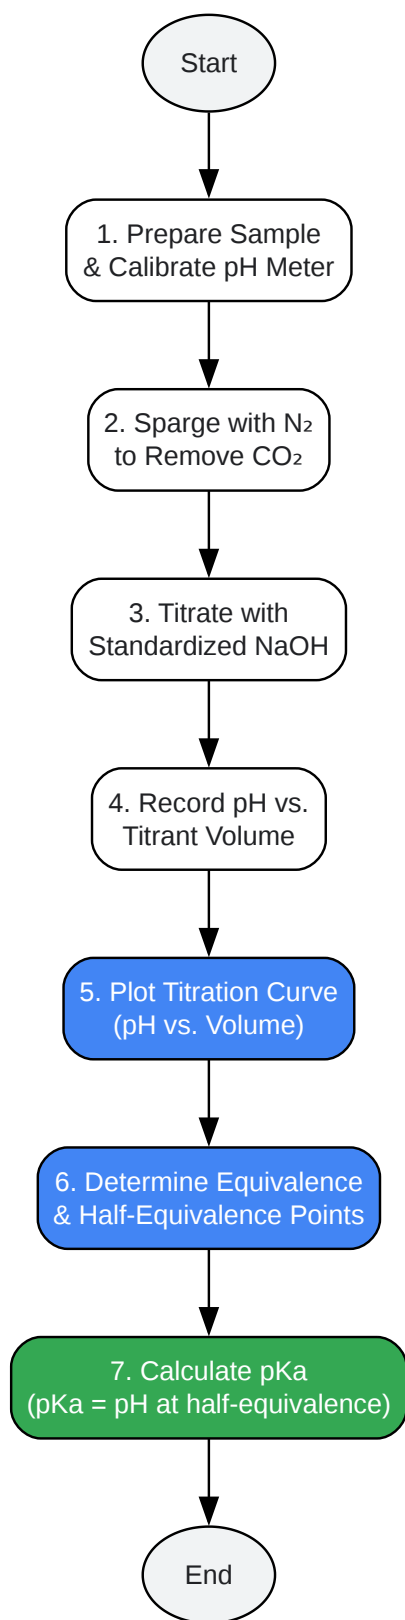 Start
1. Prepare Sample
& Calibrate pH Meter
2. Sparge with N₂
to Remove CO₂
3. Titrate with
Standardized NaOH
4. Record pH vs.
Titrant Volume
5. Plot Titration Curve
(pH vs. Volume)
6. Determine Equivalence
& Half-Equivalence Points
7. Calculate pKa
(pKa = pH at half-equivalence)
End